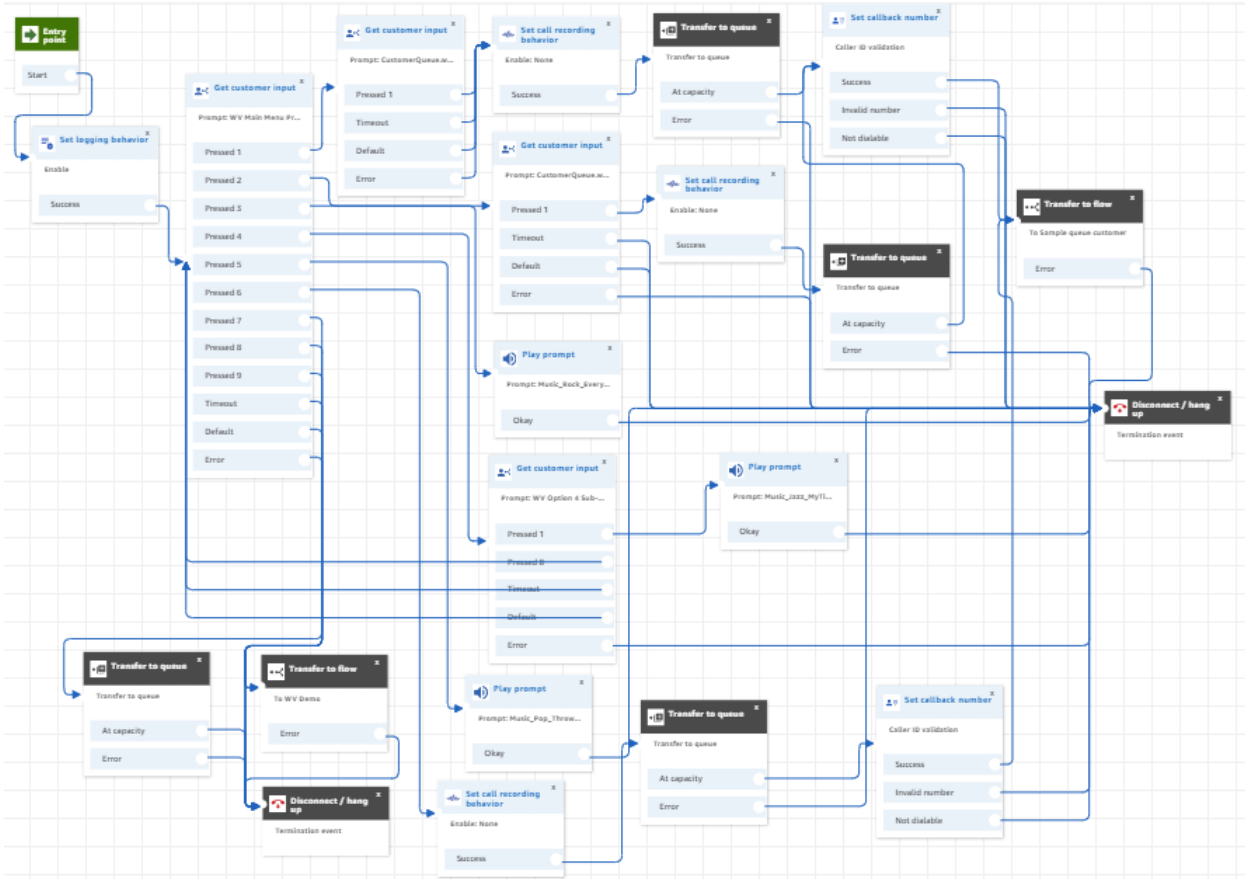 Entry
point
Start
Set logging behavior
Enable
Success
Get customer input
Prompt: WV Main Menu Pr...
Pressed 1
Pressed 2
Pressed 3
Pressed 4
Pressed 5
Pressed 6
Pressed 7
Pressed 8
Pressed 9
Timeout
Default
Error
Get customer input
Prompt: CustomerQueue.w...
Pressed 1
Timeout
Default
Error
Set call recording
behavior
Enable: None
Success
Transfer to queue
Transfer to queue
At capacity
Error
Set callback number
Caller ID validation
Success
Invalid number
Not dialable
Get customer input
Prompt: CustomerQueue.w...
Pressed 1
Timeout
Default
Error
Set call recording
behavior
Enable: None
Success
Transfer to queue
Transfer to queue
At capacity
Error
Transfer to flow
To Sample queue customer
Error
Play prompt
Prompt: Music_Rock_Every...
Okay
Disconnect / hang
up
Termination event
Get customer input
Prompt: WV Option 4 Sub-...
Pressed 1
Pressed 8
Timeout
Default
Error
Play prompt
Prompt: Music_Jazz_MyTi...
Okay
Transfer to queue
Transfer to queue
At capacity
Error
Transfer to flow
To WV Demo
Error
Disconnect / hang
up
Termination event
Play prompt
Prompt: Music_Pop_Throw...
Okay
Set call recording
behavior
Enable: None
Success
Transfer to queue
Transfer to queue
At capacity
Error
Set callback number
Caller ID validation
Success
Invalid number
Not dialable